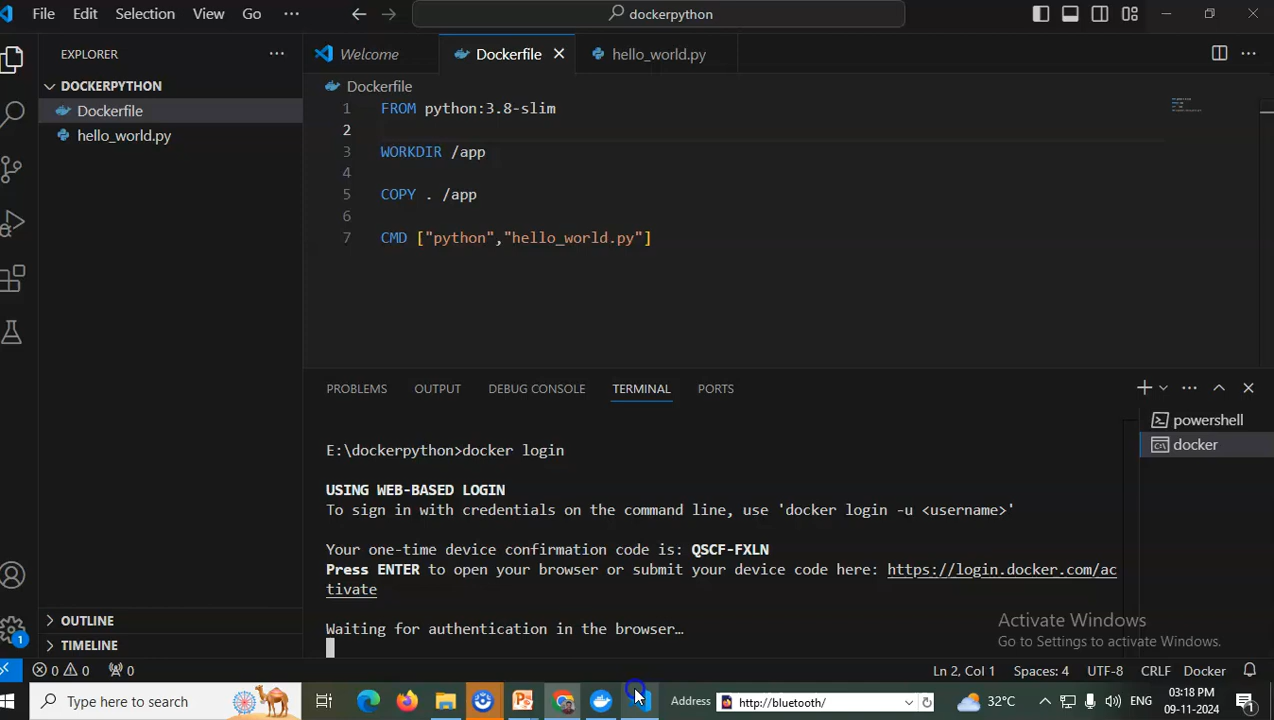 File Edit Selection View Go ··· dockerpython
EXPLORER ···
DOCKERPYTHON
Dockerfile
hello_world.py
OUTLINE
TIMELINE
Welcome Dockerfile hello_world.py
Dockerfile
1 FROM python:3.8-slim
2
3 WORKDIR /app
4
5 COPY . /app
6
7 CMD ["python","hello_world.py"]
PROBLEMS OUTPUT DEBUG CONSOLE TERMINAL PORTS
powershell
docker
E:\dockerpython>docker login
USING WEB-BASED LOGIN
To sign in with credentials on the command line, use 'docker login -u <username>'
Your one-time device confirmation code is: QSCF-FXLN
Press ENTER to open your browser or submit your device code here: https://login.docker.com/ac
tivate
Waiting for authentication in the browser…
Activate Windows
Go to Settings to activate Windows.
1
0 0 0 Ln 2, Col 1 Spaces: 4 UTF-8 CRLF Docker
Type here to search Address http://bluetooth/ 32°C ENG 03:18 PM
09-11-2024 1